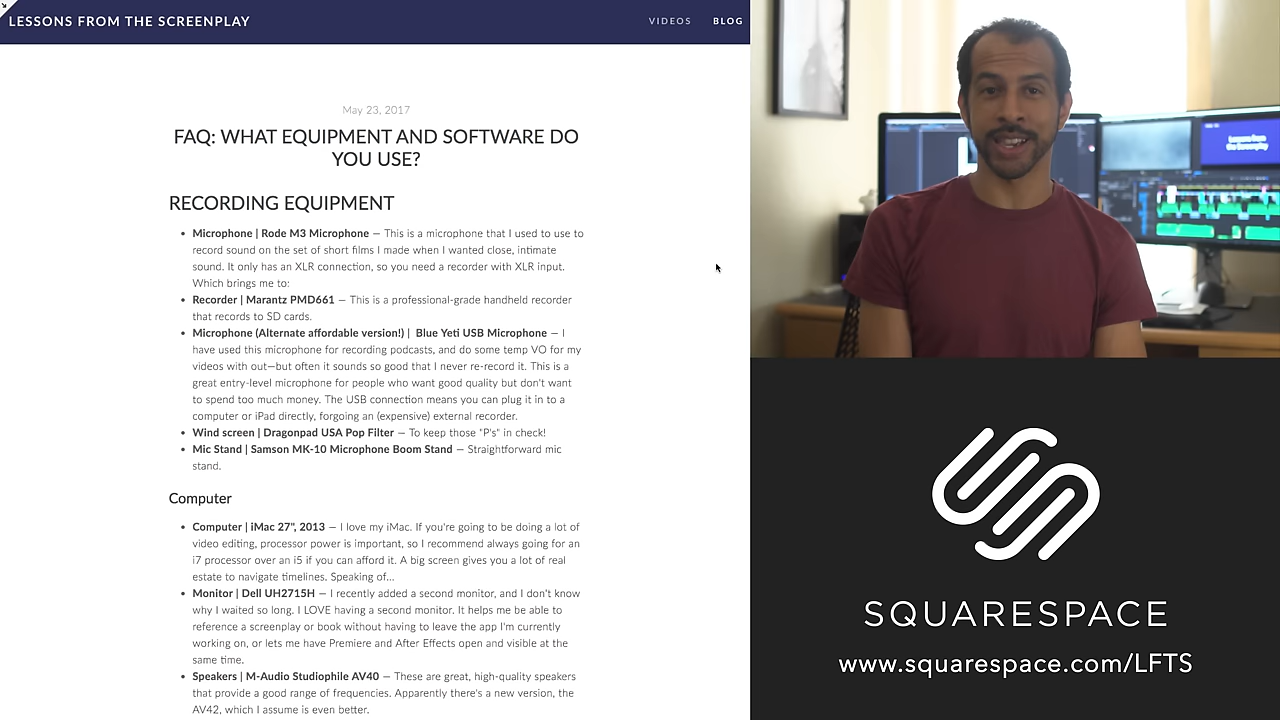 LESSONS FROM THE SCREENPLAY
VIDEOS BLOG
May 23, 2017
FAQ: WHAT EQUIPMENT AND SOFTWARE DO
YOU USE?
RECORDING EQUIPMENT
• Microphone | Rode M3 Microphone — This is a microphone that I used to use to
record sound on the set of short films I made when I wanted close, intimate
sound. It only has an XLR connection, so you need a recorder with XLR input.
Which brings me to:
• Recorder | Marantz PMD661 — This is a professional-grade handheld recorder
that records to SD cards.
• Microphone (Alternate affordable version!) | Blue Yeti USB Microphone — I
have used this microphone for recording podcasts, and do some temp VO for my
videos with out—but often it sounds so good that I never re-record it. This is a
great entry-level microphone for people who want good quality but don't want
to spend too much money. The USB connection means you can plug it in to a
computer or iPad directly, forgoing an (expensive) external recorder.
• Wind screen | Dragonpad USA Pop Filter — To keep those "P's" in check!
• Mic Stand | Samson MK-10 Microphone Boom Stand — Straightforward mic
stand.
Computer
• Computer | iMac 27", 2013 — I love my iMac. If you're going to be doing a lot of
video editing, processor power is important, so I recommend always going for an
i7 processor over an i5 if you can afford it. A big screen gives you a lot of real
estate to navigate timelines. Speaking of...
• Monitor | Dell UH2715H — I recently added a second monitor, and I don't know
why I waited so long. I LOVE having a second monitor. It helps me be able to
reference a screenplay or book without having to leave the app I'm currently
working on, or lets me have Premiere and After Effects open and visible at the
same time.
• Speakers | M-Audio Studiophile AV40 — These are great, high-quality speakers
that provide a good range of frequencies. Apparently there's a new version, the
AV42, which I assume is even better.
Lessons from
the Screenplay
SQUARESPACE
www.squarespace.com/LFTS